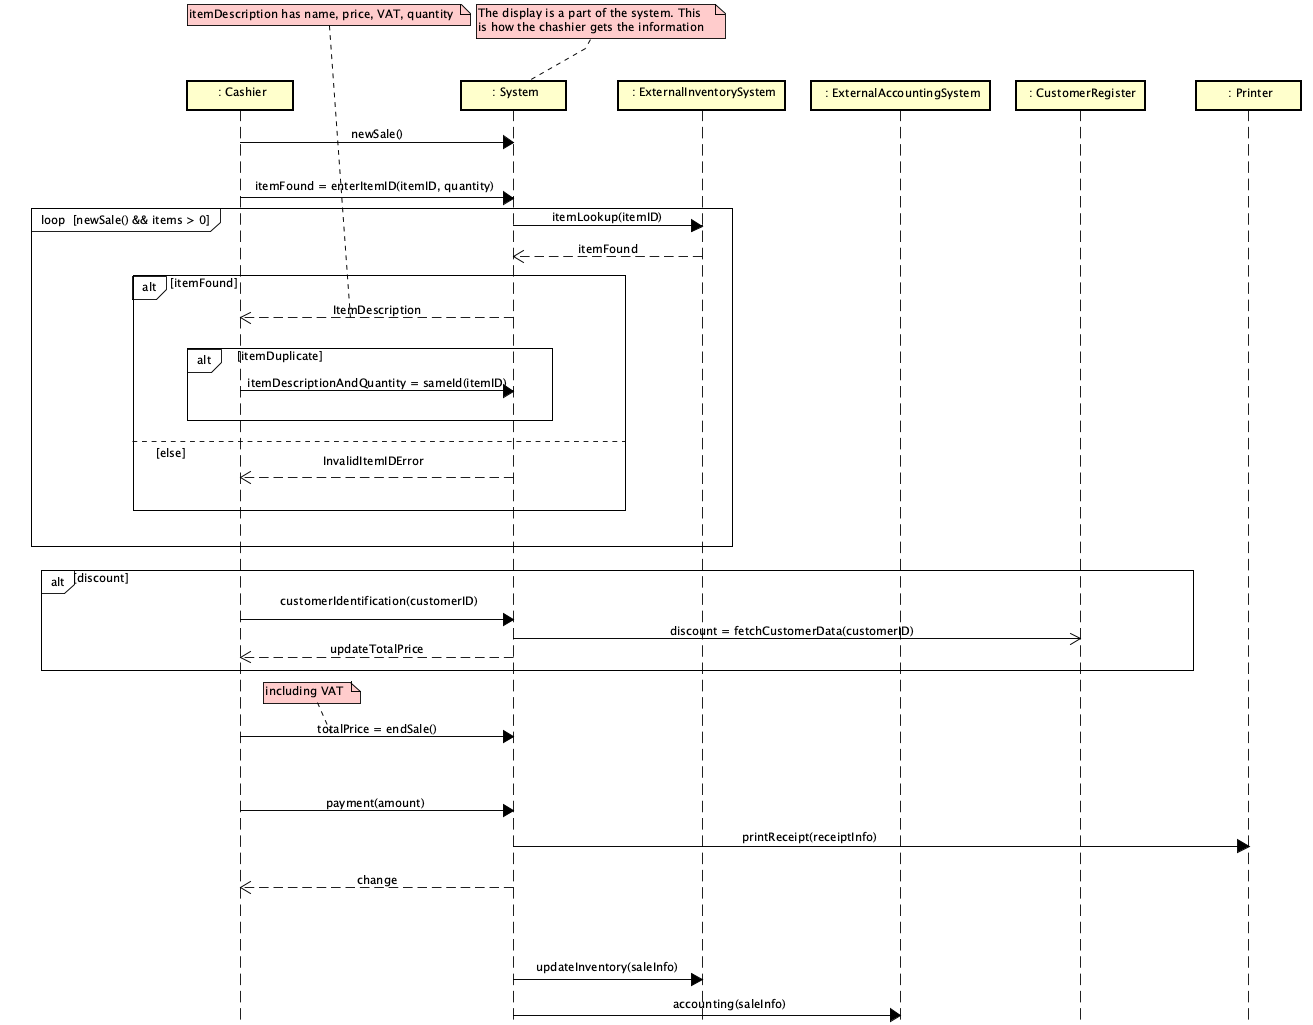 itemDescription has name, price, VAT, quantity
The display is a part of the system. This
is how the chashier gets the information
: Cashier
: System
: ExternalInventorySystem
: ExternalAccountingSystem
: CustomerRegister
: Printer
newSale()
itemFound = enterItemID(itemID, quantity)
loop [newSale() && items > 0]
itemLookup(itemID)
itemFound
alt [itemFound]
ItemDescription
alt [itemDuplicate]
itemDescriptionAndQuantity = sameId(itemID)
[else]
InvalidItemIDError
alt [discount]
customerIdentification(customerID)
discount = fetchCustomerData(customerID)
updateTotalPrice
including VAT
totalPrice = endSale()
payment(amount)
printReceipt(receiptInfo)
change
updateInventory(saleInfo)
accounting(saleInfo)